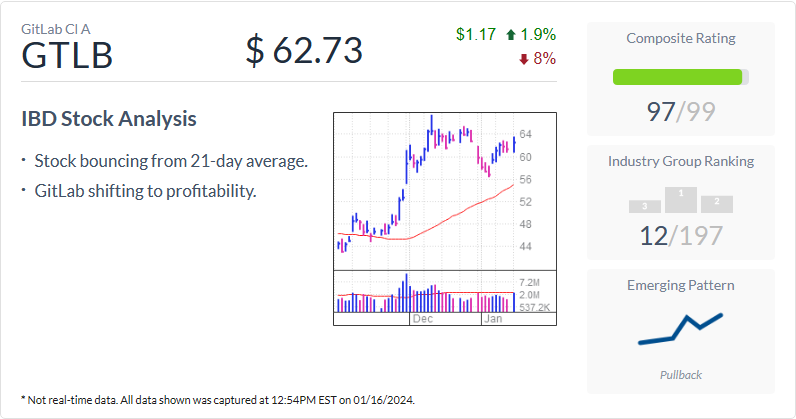 GitLab Cl A
GTLB
$ 62.73
$1.17 1.9%
8%
IBD Stock Analysis
· Stock bouncing from 21-day average.
· GitLab shifting to profitability.
64
60
56
52
48
44
7.2M
2.0M
537.2K
Dec
Jan
Composite Rating
97/99
Industry Group Ranking
3
1
2
12/197
Emerging Pattern
Pullback
* Not real-time data. All data shown was captured at 12:54PM EST on 01/16/2024.